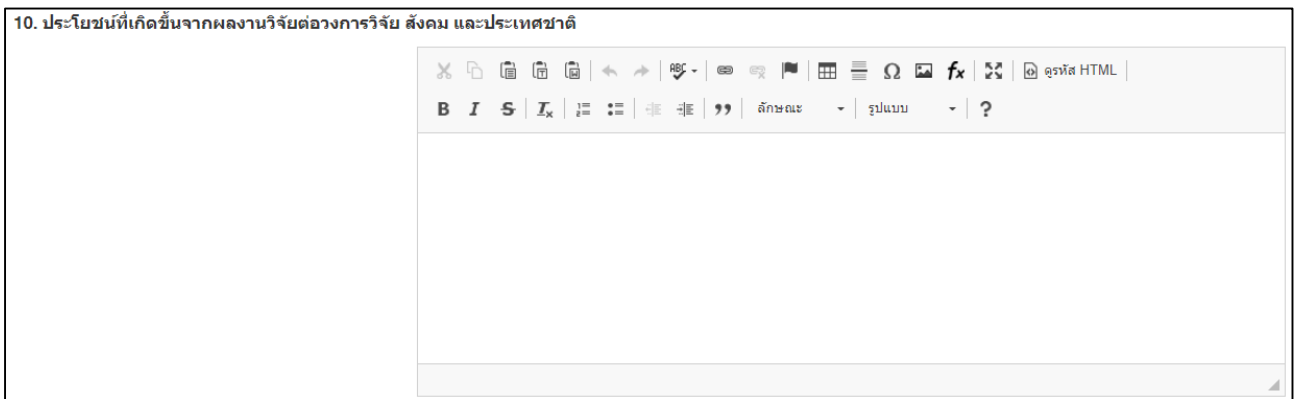 10. ประโยชน์ที่เกิดขึ้นจากผลงานวิจัยต่อวงการวิจัย สังคม และประเทศชาติ
ABC fx ดูรหัส HTML
B I S Ix ลักษณะ รูปแบบ ?